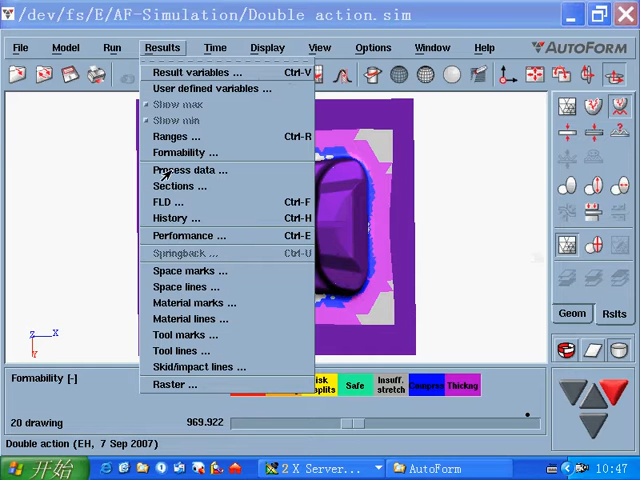 /dev/fs/E/AF-Simulation/Double action.sim
File Model Run Results Time Display View Options Window Help AUTOFORM
Result variables ... Ctrl-V
User defined variables ...
Show max
Show min
Ranges ... Ctrl-R
Formability ...
Process data ...
Sections ...
FLD ... Ctrl-F
History ... Ctrl-H
Performance ... Ctrl-E
Springback ... Ctrl-U
Space marks ...
Space lines ...
Material marks ...
Material lines ...
Tool marks ...
Tool lines ...
Skid/impact lines ...
Raster ...
Z X
Y
Geom Rslts
Formability [-]
Safe
Insuff.
stretch
Thickng
20 drawing 969.922
Double action (EH, 7 Sep 2007)
开始 2 X Server... AutoForm 10:47